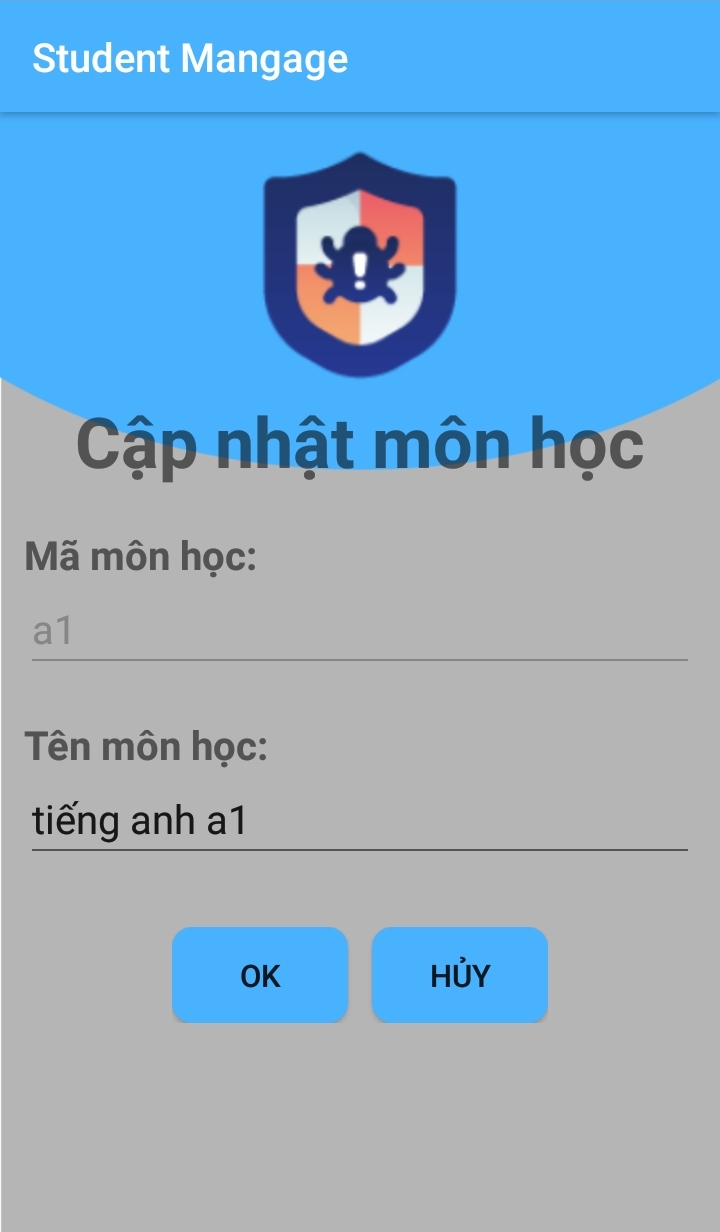 Student Mangage
Cập nhật môn học
Mã môn học:
a1
Tên môn học:
tiếng anh a1
OK
HỦY